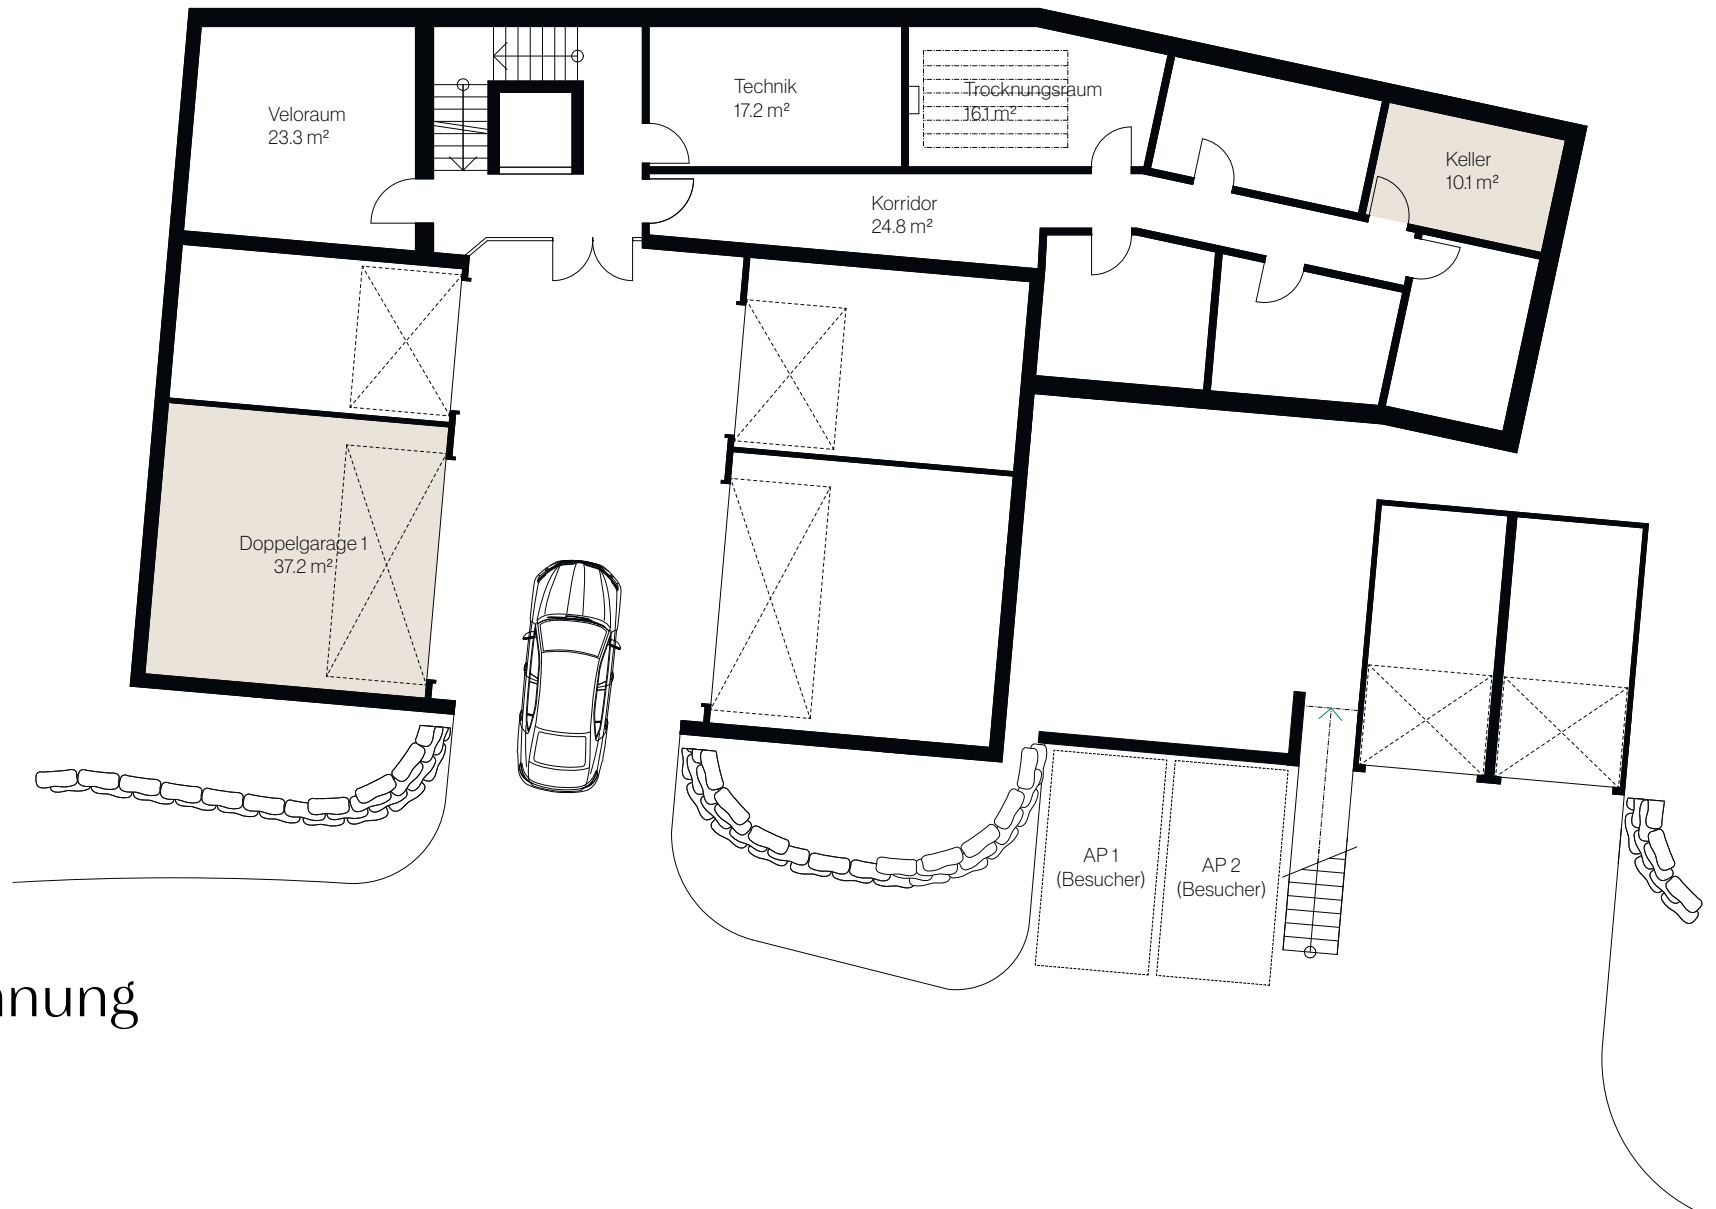 Veloraum
23.3 m²
Technik
17.2 m²
Trocknungsraum
16.1 m²
Keller
10.1 m²
Korridor
24.8 m²
Doppelgarage 1
37.2 m²
AP 1
(Besucher)
AP 2
(Besucher)
nnung